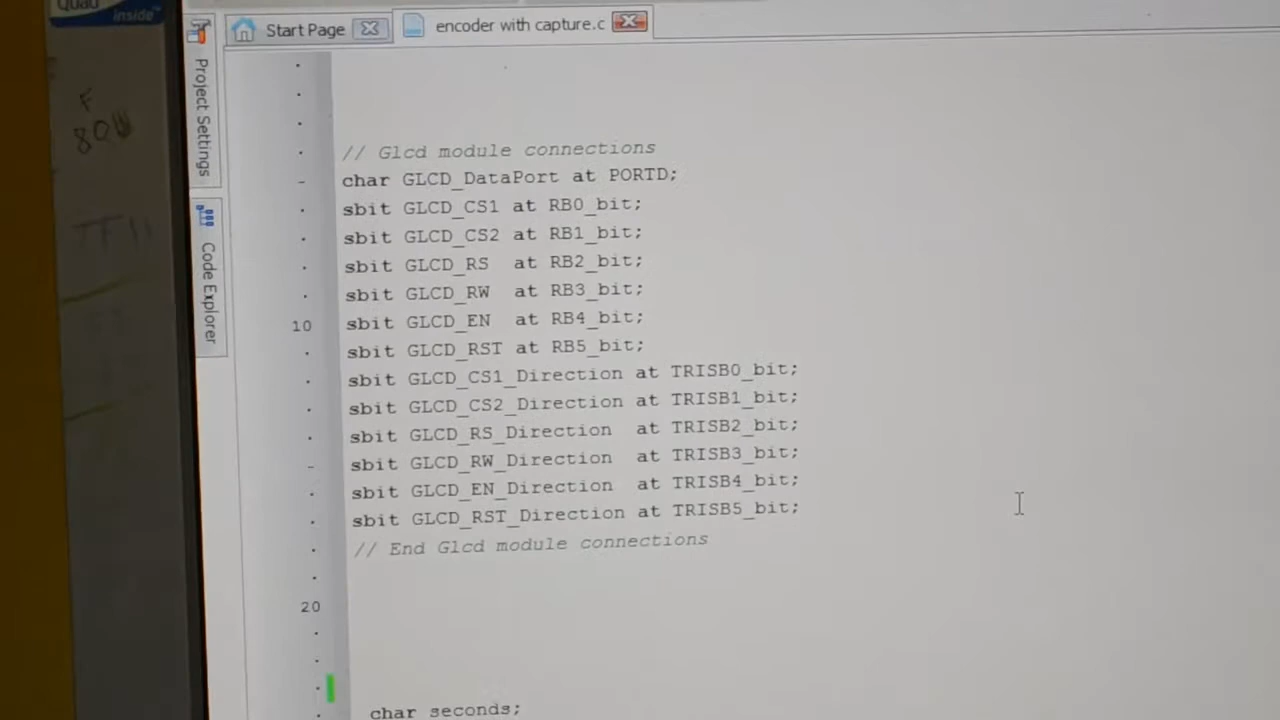 Quad
inside™
F
80W
Project Settings
Code Explorer
Start Page
encoder with capture.c
// Glcd module connections
char GLCD_DataPort at PORTD;
sbit GLCD_CS1 at RB0_bit;
sbit GLCD_CS2 at RB1_bit;
sbit GLCD_RS  at RB2_bit;
sbit GLCD_RW  at RB3_bit;
10 sbit GLCD_EN  at RB4_bit;
sbit GLCD_RST at RB5_bit;
sbit GLCD_CS1_Direction at TRISB0_bit;
sbit GLCD_CS2_Direction at TRISB1_bit;
sbit GLCD_RS_Direction  at TRISB2_bit;
sbit GLCD_RW_Direction  at TRISB3_bit;
sbit GLCD_EN_Direction  at TRISB4_bit;
sbit GLCD_RST_Direction at TRISB5_bit;
// End Glcd module connections
20
char seconds;